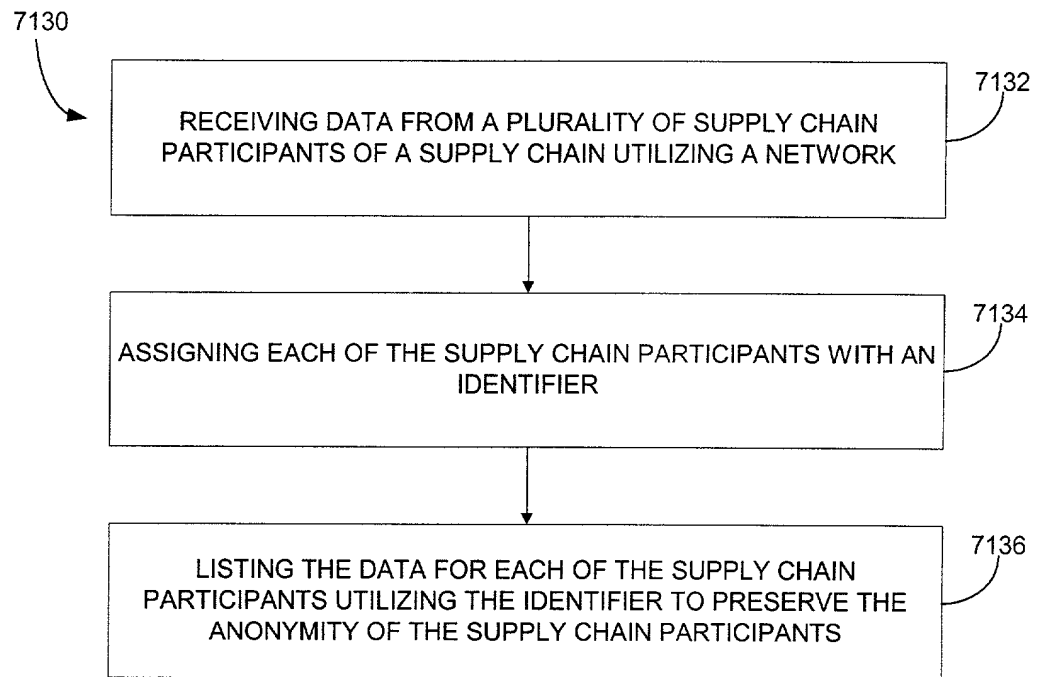 7130
7132
RECEIVING DATA FROM A PLURALITY OF SUPPLY CHAIN
PARTICIPANTS OF A SUPPLY CHAIN UTILIZING A NETWORK
7134
ASSIGNING EACH OF THE SUPPLY CHAIN PARTICIPANTS WITH AN
IDENTIFIER
7136
LISTING THE DATA FOR EACH OF THE SUPPLY CHAIN
PARTICIPANTS UTILIZING THE IDENTIFIER TO PRESERVE THE
ANONYMITY OF THE SUPPLY CHAIN PARTICIPANTS